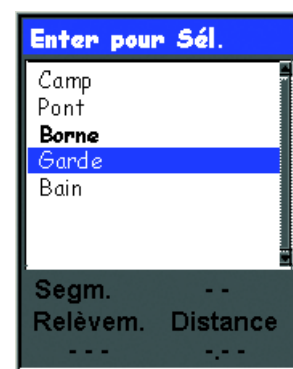 Enter pour Sél.
Camp
Pont
Borne
Garde
Bain
Segm. - -
Relèvem. Distance
- - - -.- -